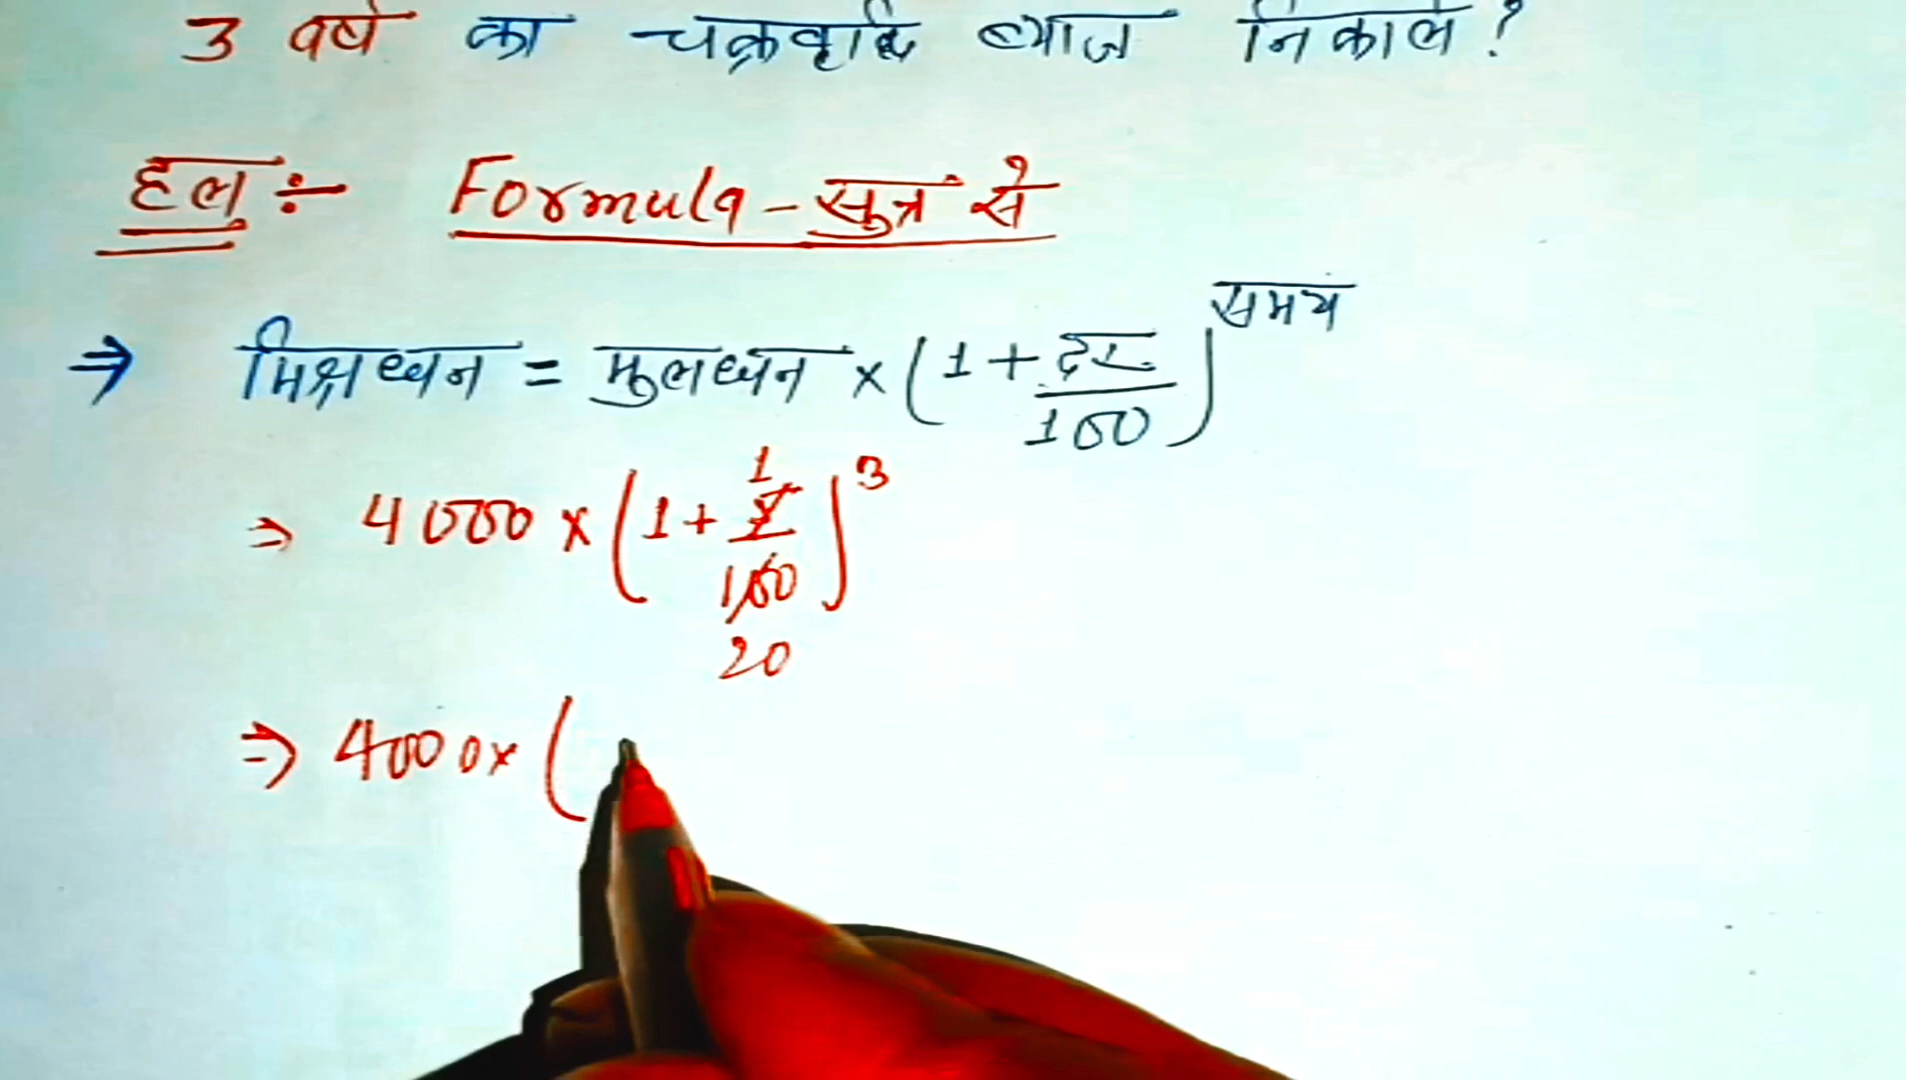 3 वर्ष का चक्रवृद्धि ब्याज निकाले ?
हल ÷ Formula - सुत्र से
⇒ मिश्रधन = मुलधन × (1 + दर/100)^समय
⇒ 4000 × (1 + 5/100)^3
1
20
⇒ 4000 × (